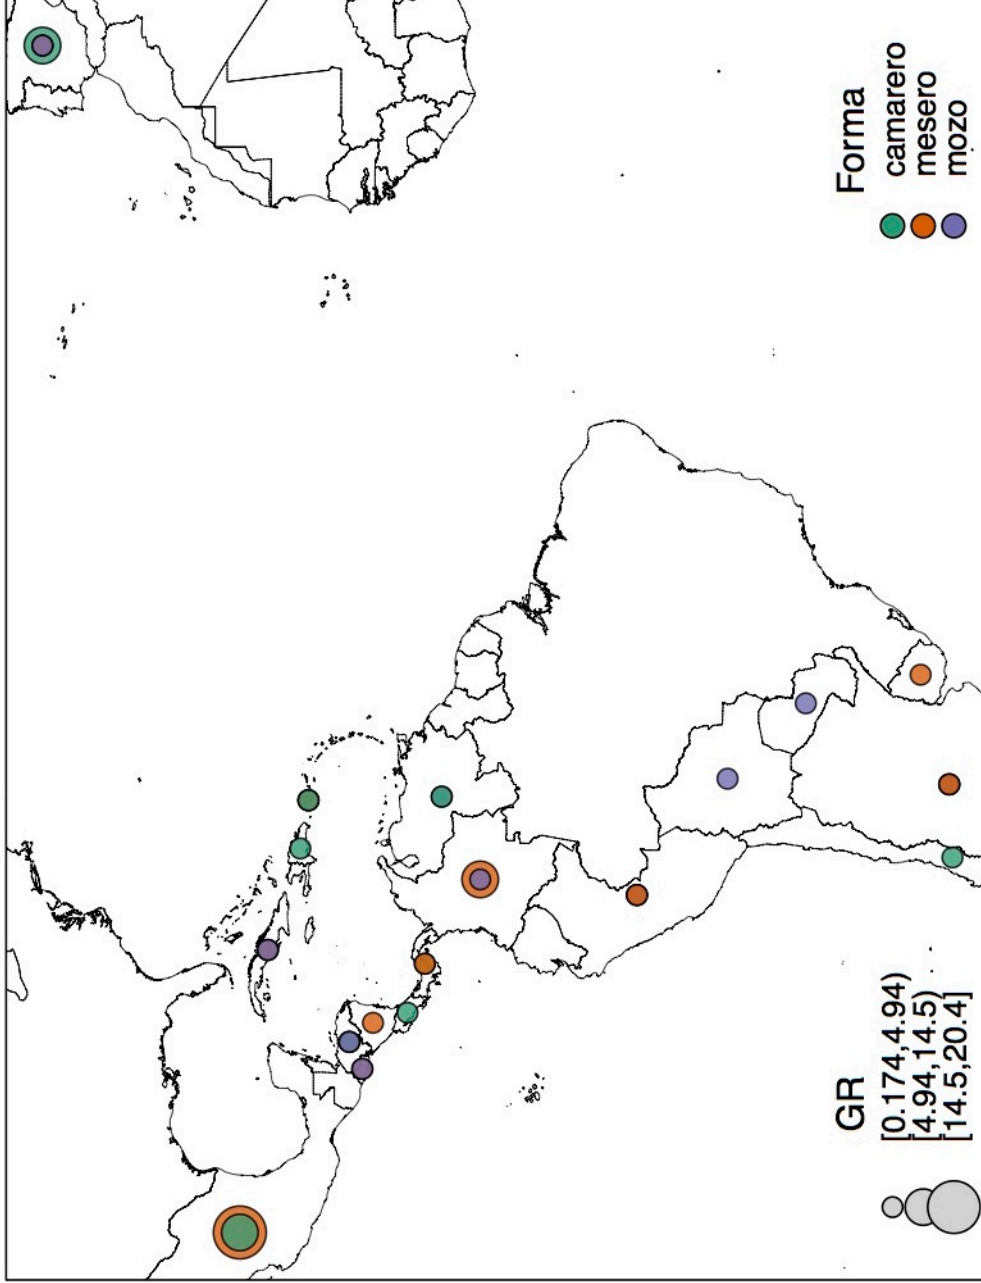 GR
[0.174,4.94)
[4.94,14.5)
[14.5,20.4]
Forma
camarero
mesero
mozo